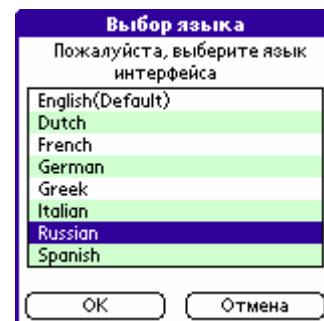 Выбор языка
Пожалуйста, выберите язык
интерфейса
English(Default)
Dutch
French
German
Greek
Italian
Russian
Spanish
OK Отмена